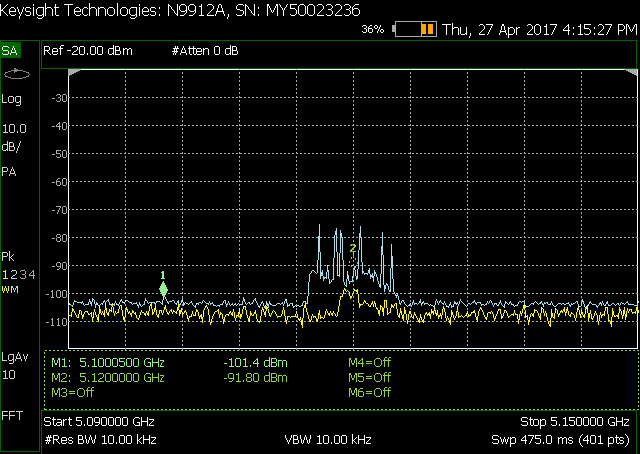 Keysight Technologies: N9912A, SN: MY50023236
36% Thu, 27 Apr 2017 4:15:27 PM
SA Ref -20.00 dBm #Atten 0 dB
Log
10.0
dB/
PA
Pk
1234
WM
LgAv
10
FFT
-30
-40
-50
-60
-70
-80
-90
-100
-110
1
2
M1: 5.1000500 GHz -101.4 dBm M4=Off
M2: 5.1200000 GHz -91.80 dBm M5=Off
M3=Off M6=Off
Start 5.090000 GHz Stop 5.150000 GHz
#Res BW 10.00 kHz VBW 10.00 kHz Swp 475.0 ms (401 pts)